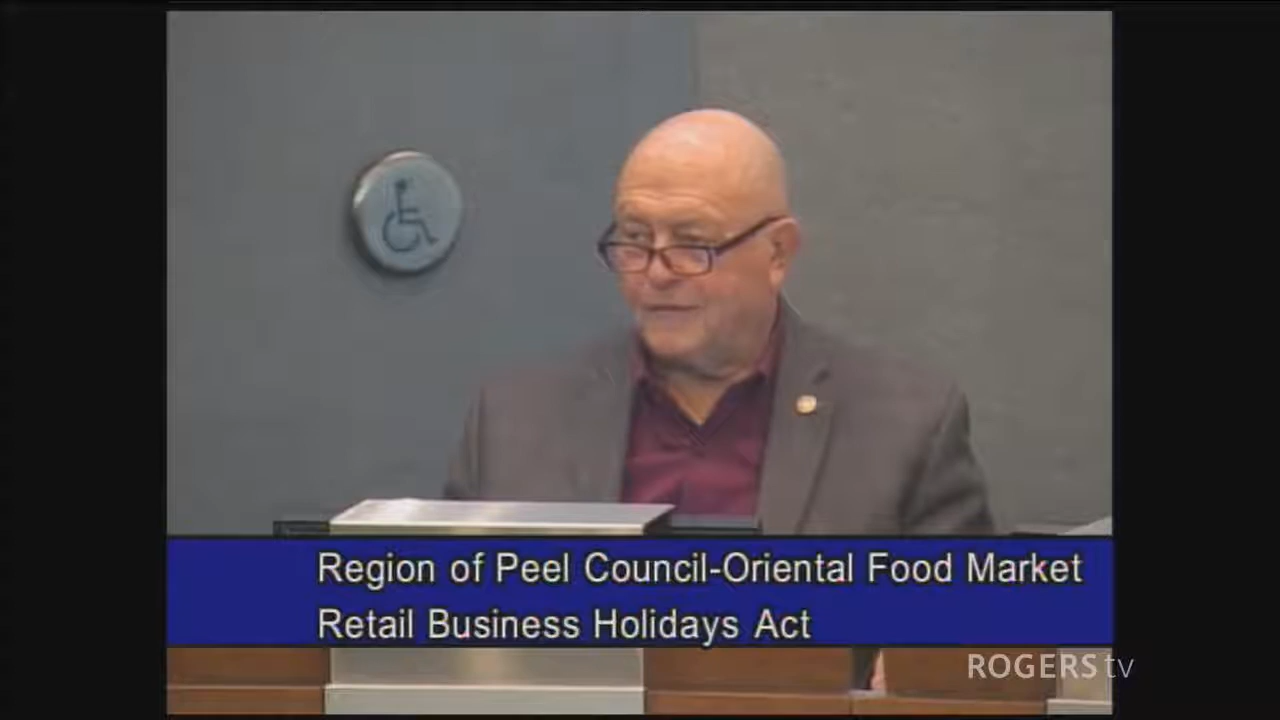 Region of Peel Council-Oriental Food Market
Retail Business Holidays Act
ROGERS tv